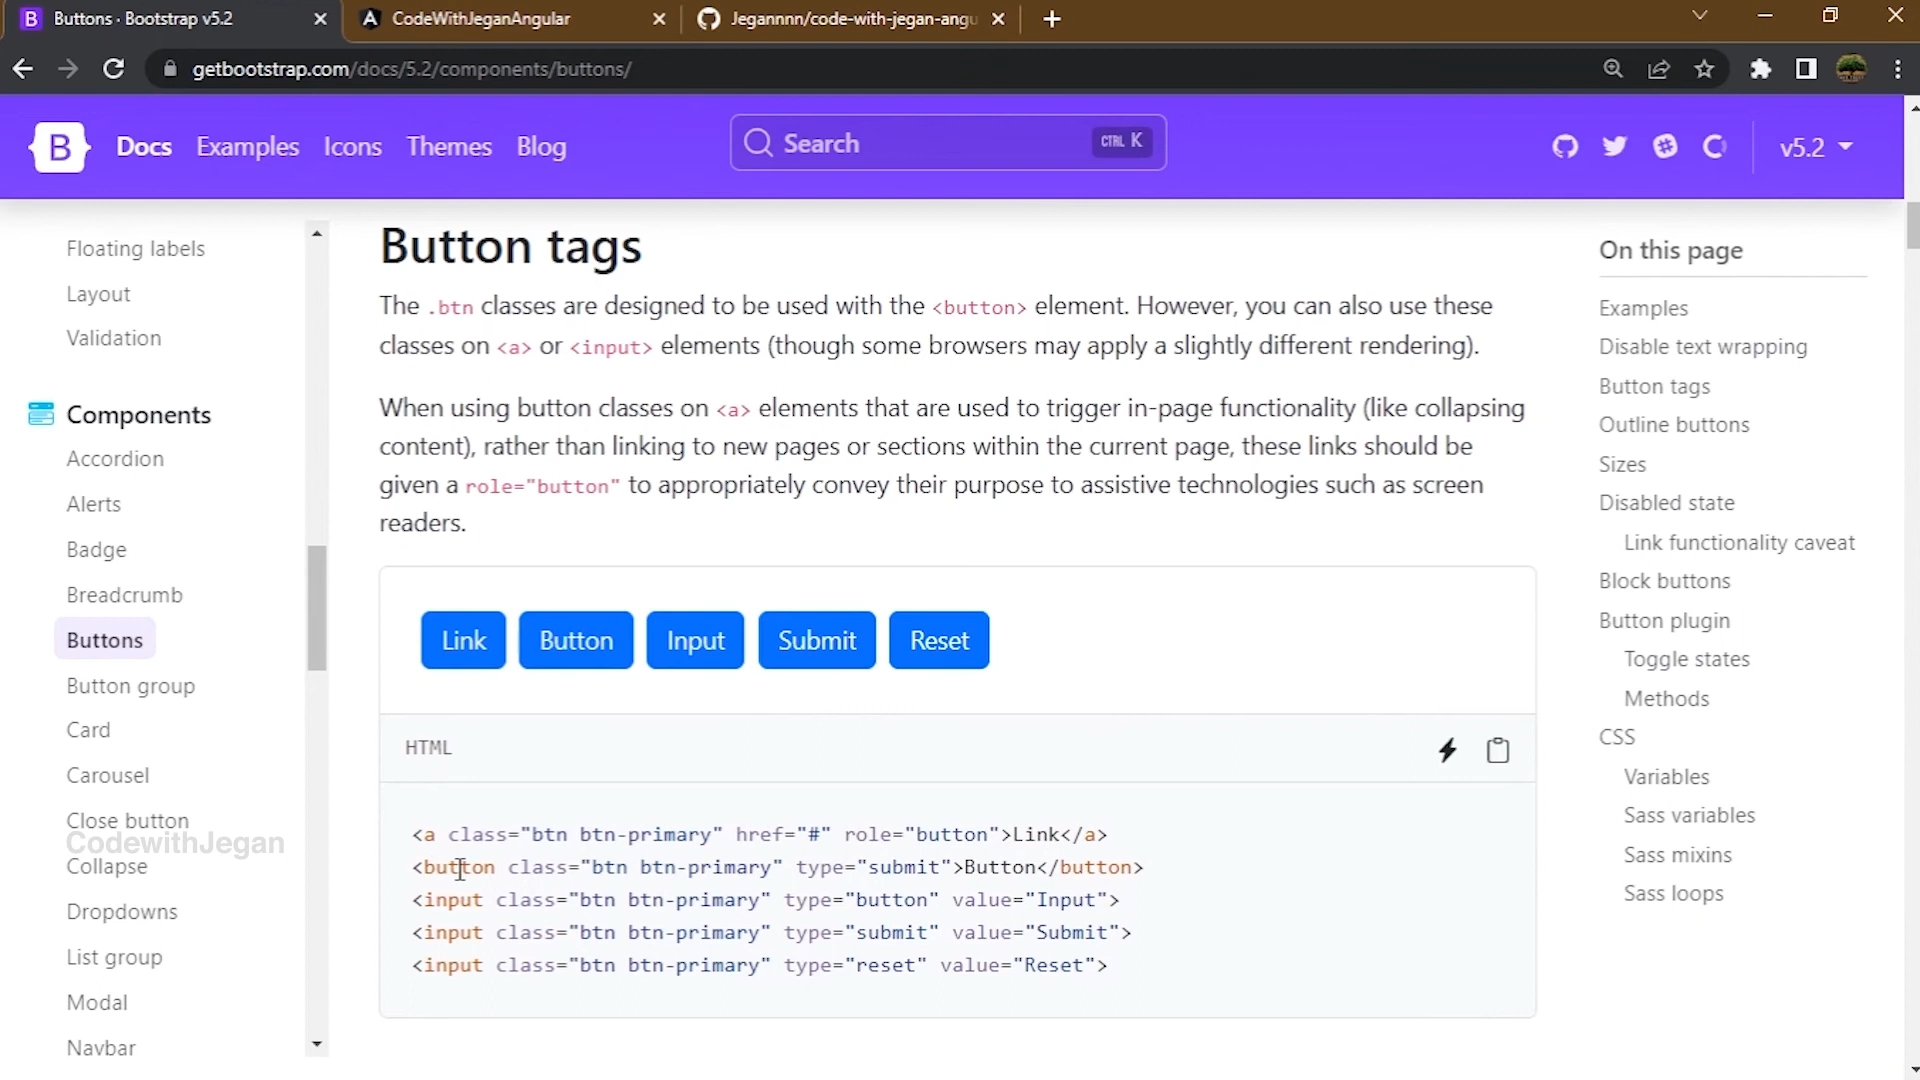 Buttons · Bootstrap v5.2
CodeWithJeganAngular
Jegannnn/code-with-jegan-angu
getbootstrap.com/docs/5.2/components/buttons/
B
Docs
Examples
Icons
Themes
Blog
Search
CTRL K
v5.2
Floating labels
Layout
Validation
Components
Accordion
Alerts
Badge
Breadcrumb
Buttons
Button group
Card
Carousel
Close button
CodewithJegan
Collapse
Dropdowns
List group
Modal
Navbar
Button tags
The .btn classes are designed to be used with the <button> element. However, you can also use these
classes on <a> or <input> elements (though some browsers may apply a slightly different rendering).
When using button classes on <a> elements that are used to trigger in-page functionality (like collapsing
content), rather than linking to new pages or sections within the current page, these links should be
given a role="button" to appropriately convey their purpose to assistive technologies such as screen
readers.
Link
Button
Input
Submit
Reset
HTML
<a class="btn btn-primary" href="#" role="button">Link</a>
<button class="btn btn-primary" type="submit">Button</button>
<input class="btn btn-primary" type="button" value="Input">
<input class="btn btn-primary" type="submit" value="Submit">
<input class="btn btn-primary" type="reset" value="Reset">
On this page
Examples
Disable text wrapping
Button tags
Outline buttons
Sizes
Disabled state
Link functionality caveat
Block buttons
Button plugin
Toggle states
Methods
CSS
Variables
Sass variables
Sass mixins
Sass loops